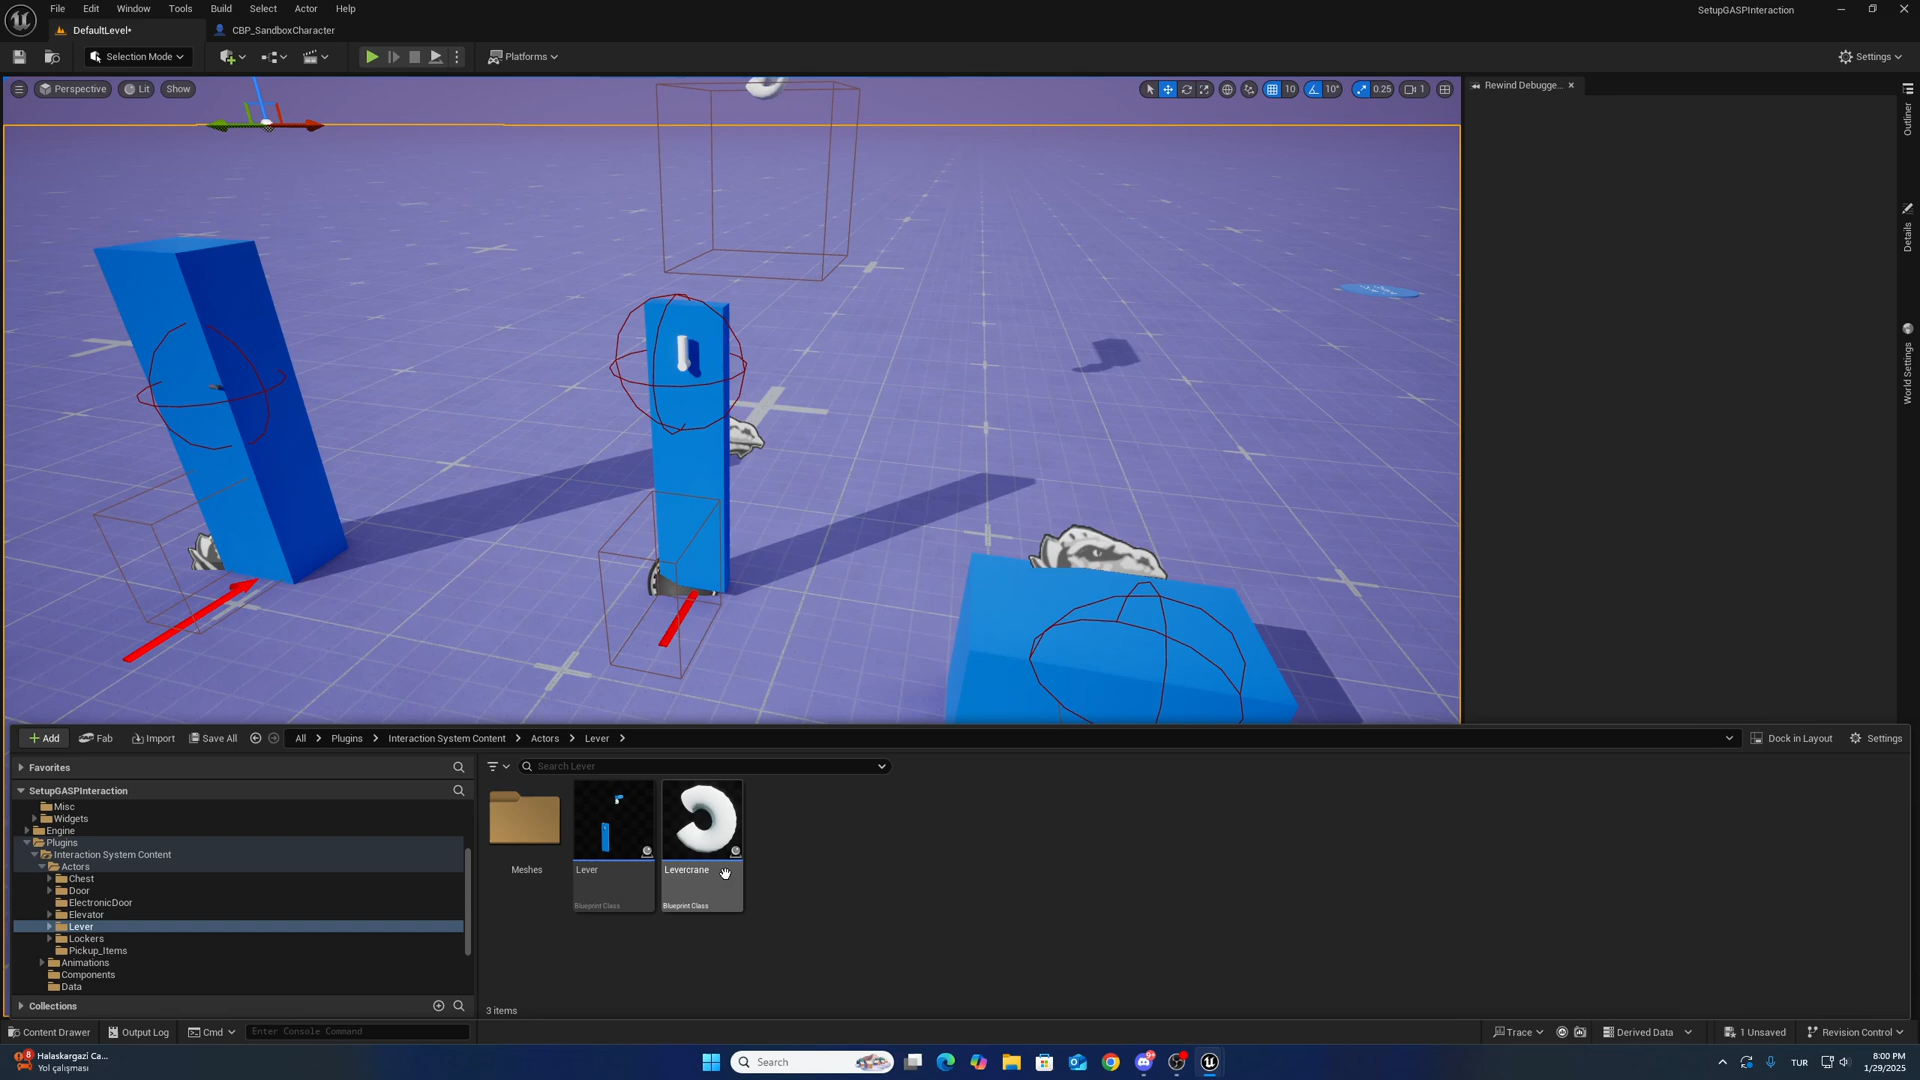 File Edit Window Tools Build Select Actor Help
SetupGASPInteraction
DefaultLevel•
CBP_SandboxCharacter
Selection Mode
Platforms
Settings
Perspective
Lit
Show
10
10°
0.25
1
Rewind Debugge...
Outliner
Details
World Settings
Add
Fab
Import
Save All
All > Plugins > Interaction System Content > Actors > Lever >
Dock in Layout
Settings
Favorites
Search Lever
SetupGASPInteraction
Misc
Widgets
Engine
Plugins
Interaction System Content
Actors
Chest
Door
ElectronicDoor
Elevator
Lever
Lockers
Pickup_Items
Animations
Components
Data
Collections
Meshes
Lever
Blueprint Class
Levercrane
Blueprint Class
3 items
Content Drawer
Output Log
Cmd
Enter Console Command
Trace
Derived Data
1 Unsaved
Revision Control
8
Halaskargazi Ca...
Yol çalışması
Search
TUR
8:00 PM
1/29/2025